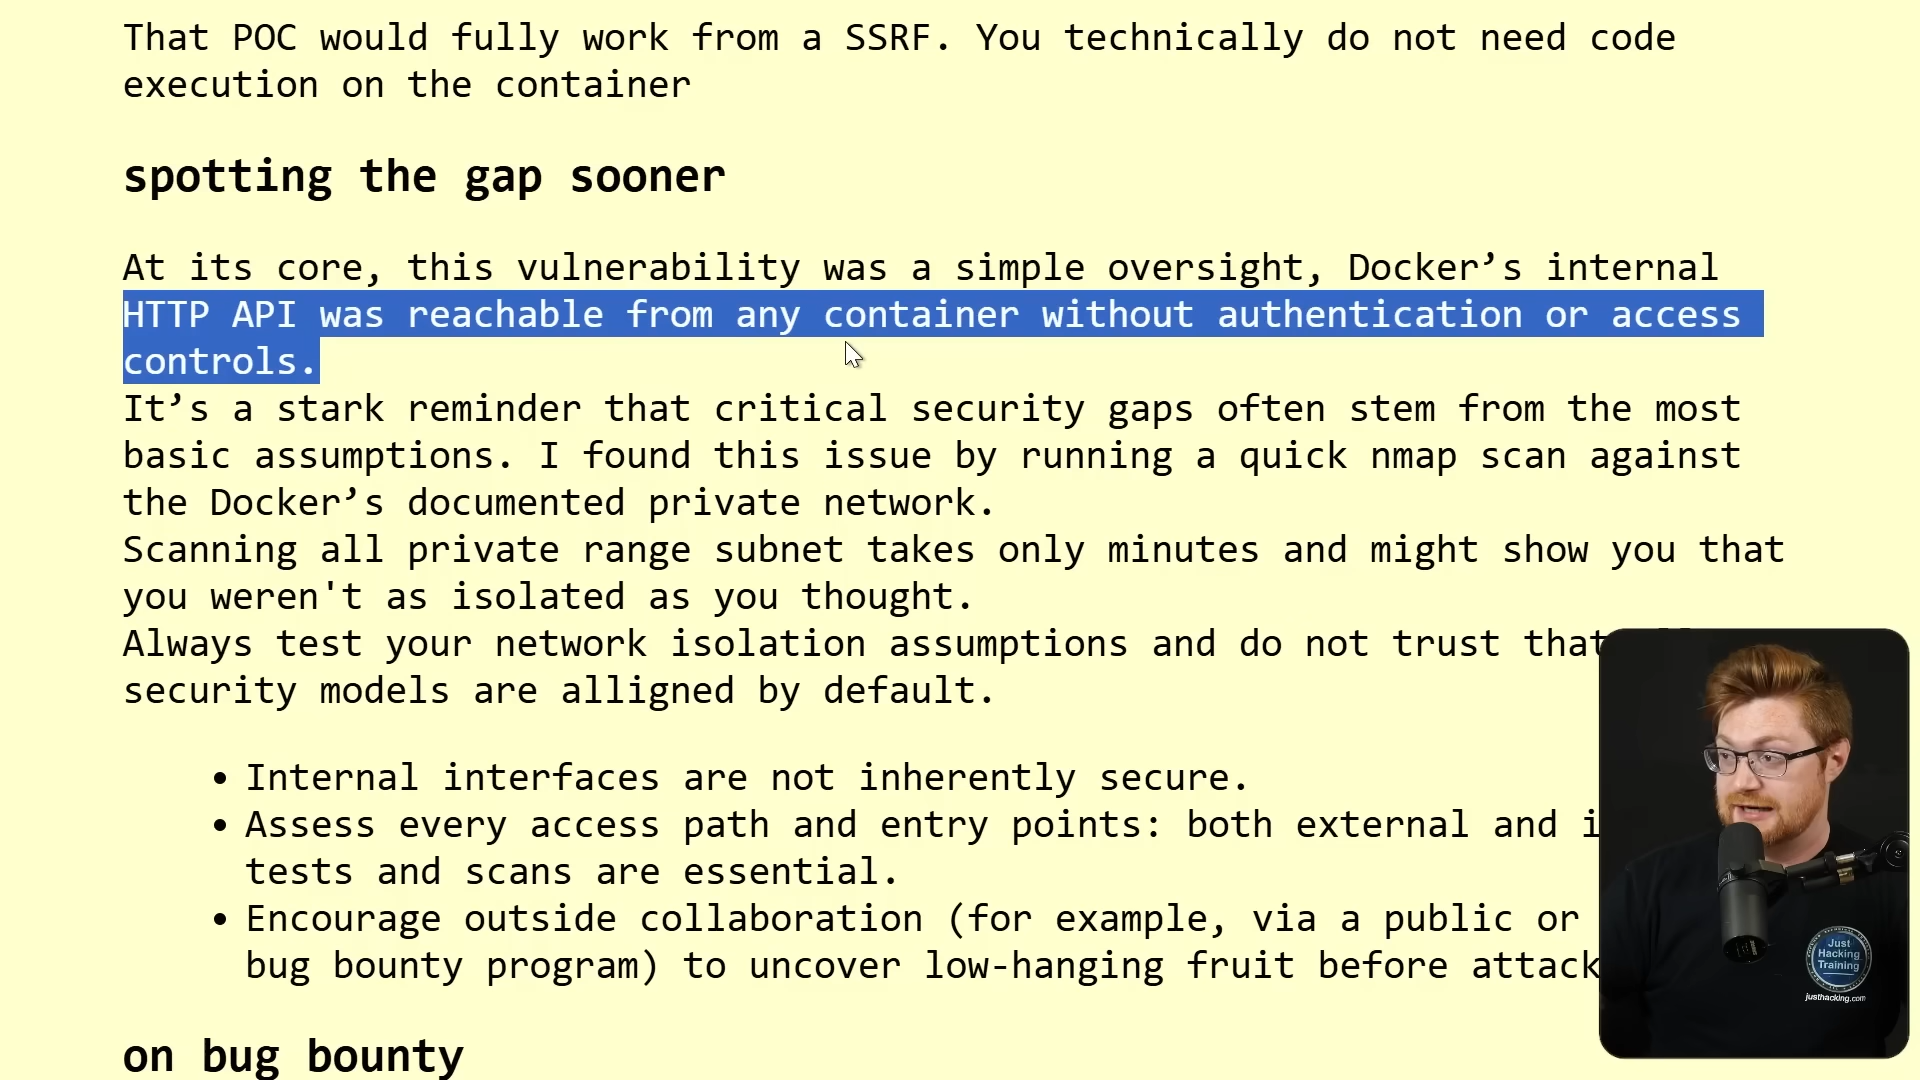 That POC would fully work from a SSRF. You technically do not need code
execution on the container
spotting the gap sooner
At its core, this vulnerability was a simple oversight, Docker’s internal
HTTP API was reachable from any container without authentication or access
controls.
It’s a stark reminder that critical security gaps often stem from the most
basic assumptions. I found this issue by running a quick nmap scan against
the Docker’s documented private network.
Scanning all private range subnet takes only minutes and might show you that
you weren't as isolated as you thought.
Always test your network isolation assumptions and do not trust that
security models are alligned by default.
• Internal interfaces are not inherently secure.
• Assess every access path and entry points: both external and
tests and scans are essential.
• Encourage outside collaboration (for example, via a public or
bug bounty program) to uncover low-hanging fruit before attack
on bug bounty
Just
Hacking
Training
justhacking.com